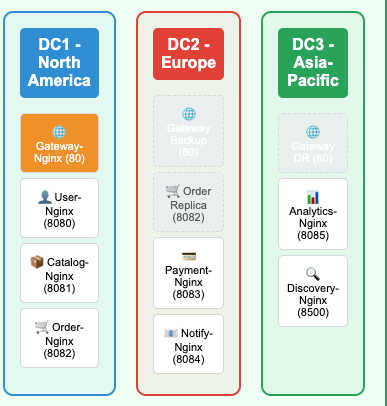 DC1 -
North
America
Gateway-
Nginx (80)
User-
Nginx
(8080)
Catalog-
Nginx
(8081)
Order-
Nginx
(8082)
DC2 -
Europe
Gateway
Backup
(80)
Order
Replica
(8082)
Payment-
Nginx
(8083)
Notify-
Nginx
(8084)
DC3 -
Asia-
Pacific
Gateway
DR (80)
Analytics-
Nginx
(8085)
Discovery-
Nginx
(8500)